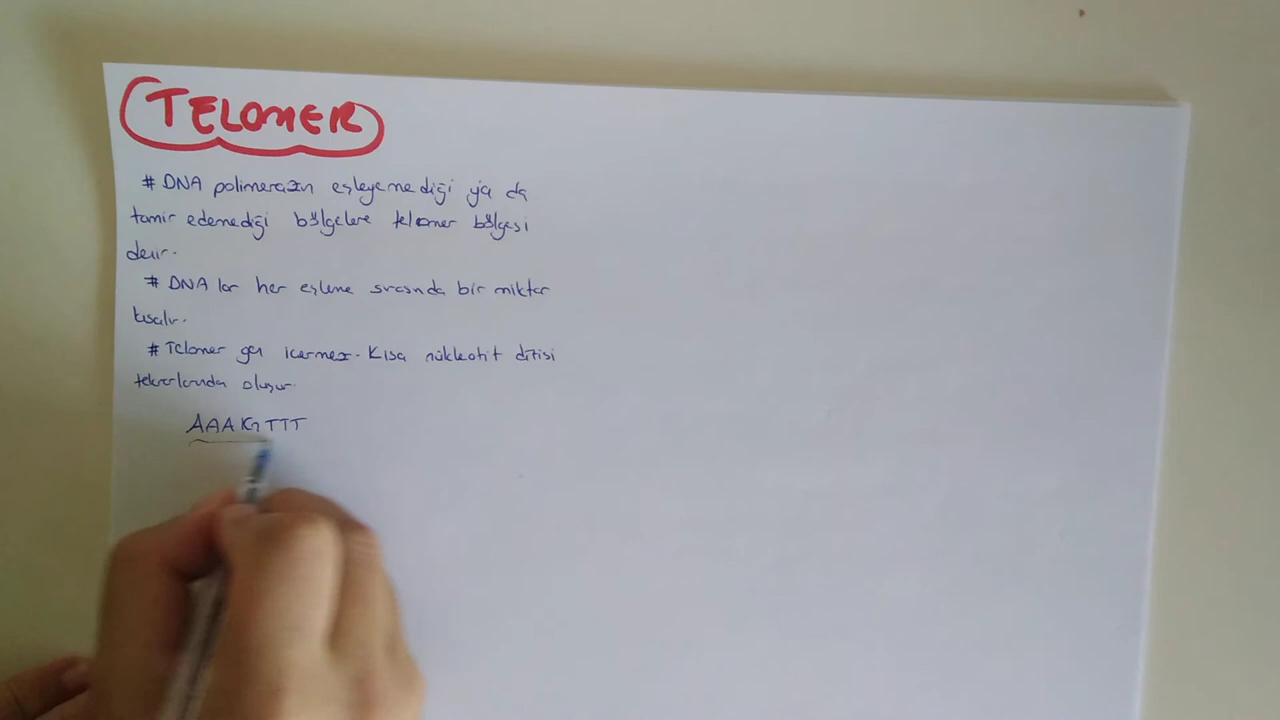 TELOMER
# DNA polimerazın eşleyemediği ya da
tamir edemediği bölgelere telomer bölgesi
denir.
# DNA lar her eşleme sırasında bir miktar
kısalır.
# Telomer gen içermez. Kısa nükleotit dizisi
tekrarlarında oluşur.
AAAGTTT